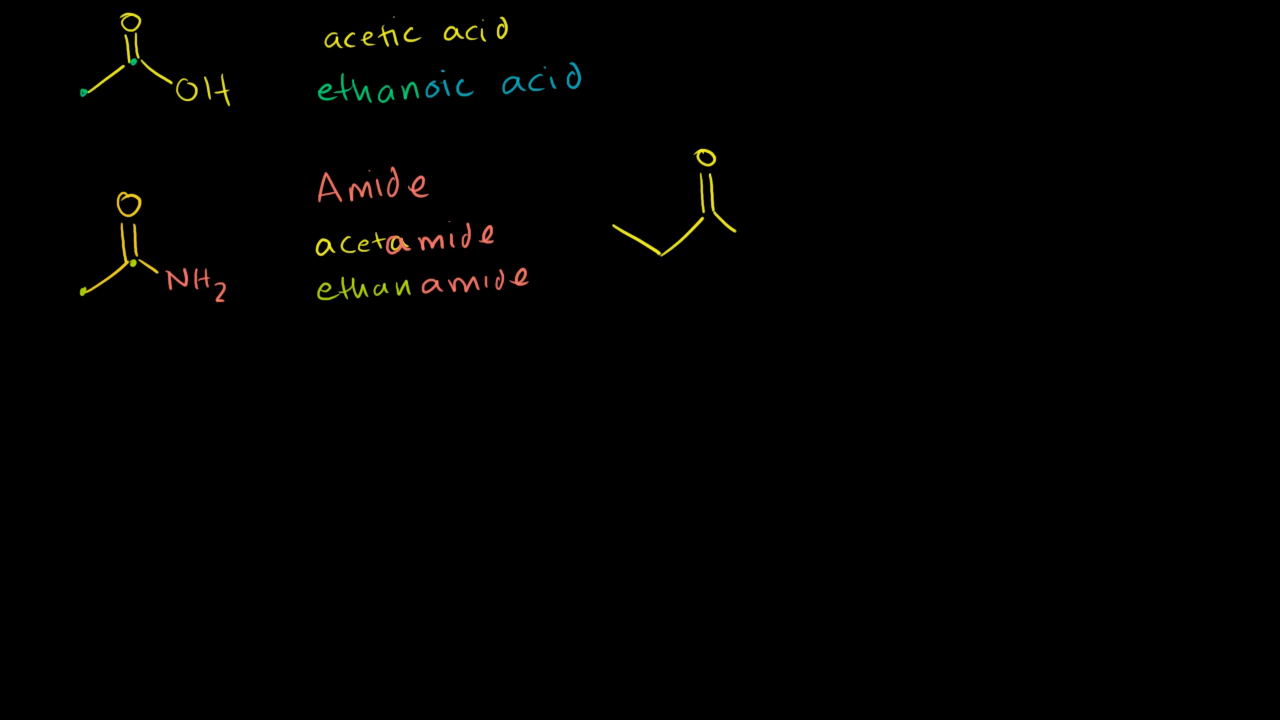 O
acetic acid
OH
ethanoic acid
O
Amide
O
acetamide
NH2
ethanamide